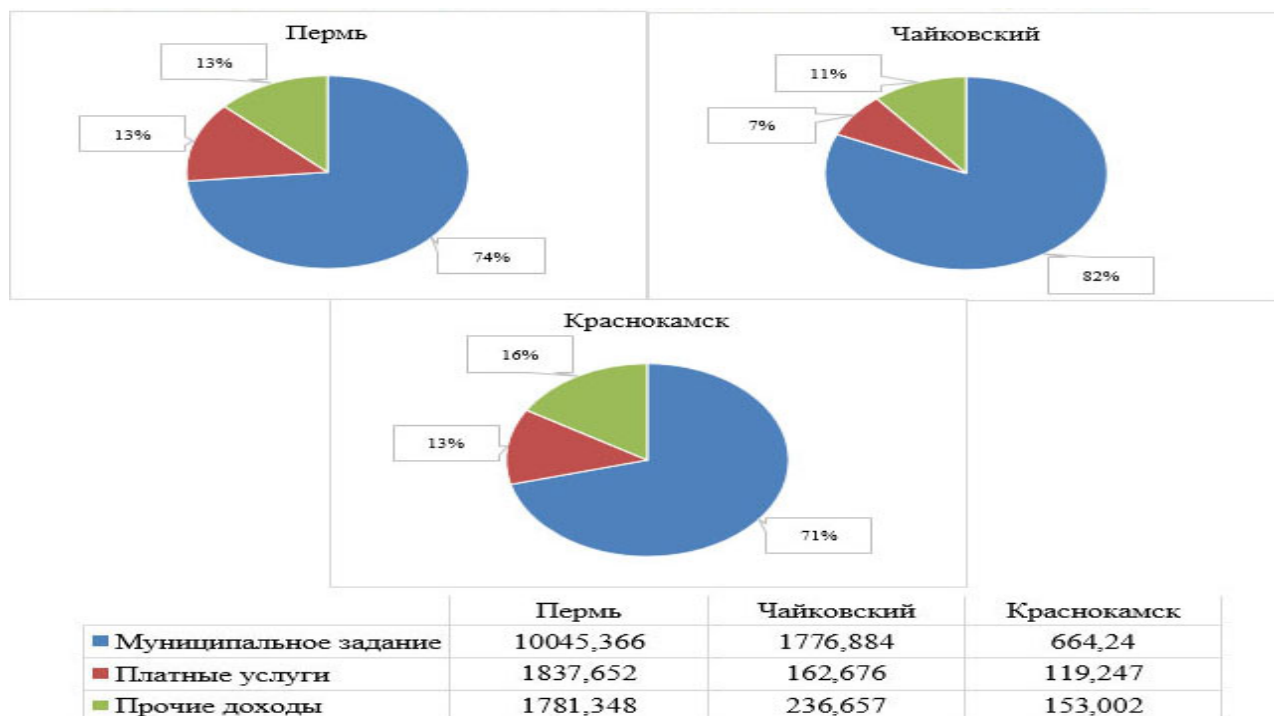 Пермь
13%
13%
74%
Чайковский
11%
7%
82%
Краснокамск
16%
13%
71%
Пермь Чайковский Краснокамск
Муниципальное задание 10045,366 1776,884 664,24
Платные услуги 1837,652 162,676 119,247
Прочие доходы 1781,348 236,657 153,002